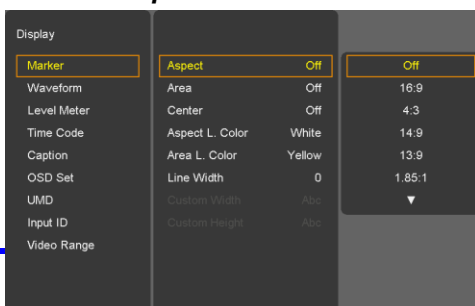 Display
Marker
Waveform
Level Meter
Time Code
Caption
OSD Set
UMD
Input ID
Video Range
Aspect Off
Area Off
Center Off
Aspect L. Color White
Area L. Color Yellow
Line Width 0
Custom Width Abc
Custom Height Abc
Off
16:9
4:3
14:9
13:9
1.85:1
▼